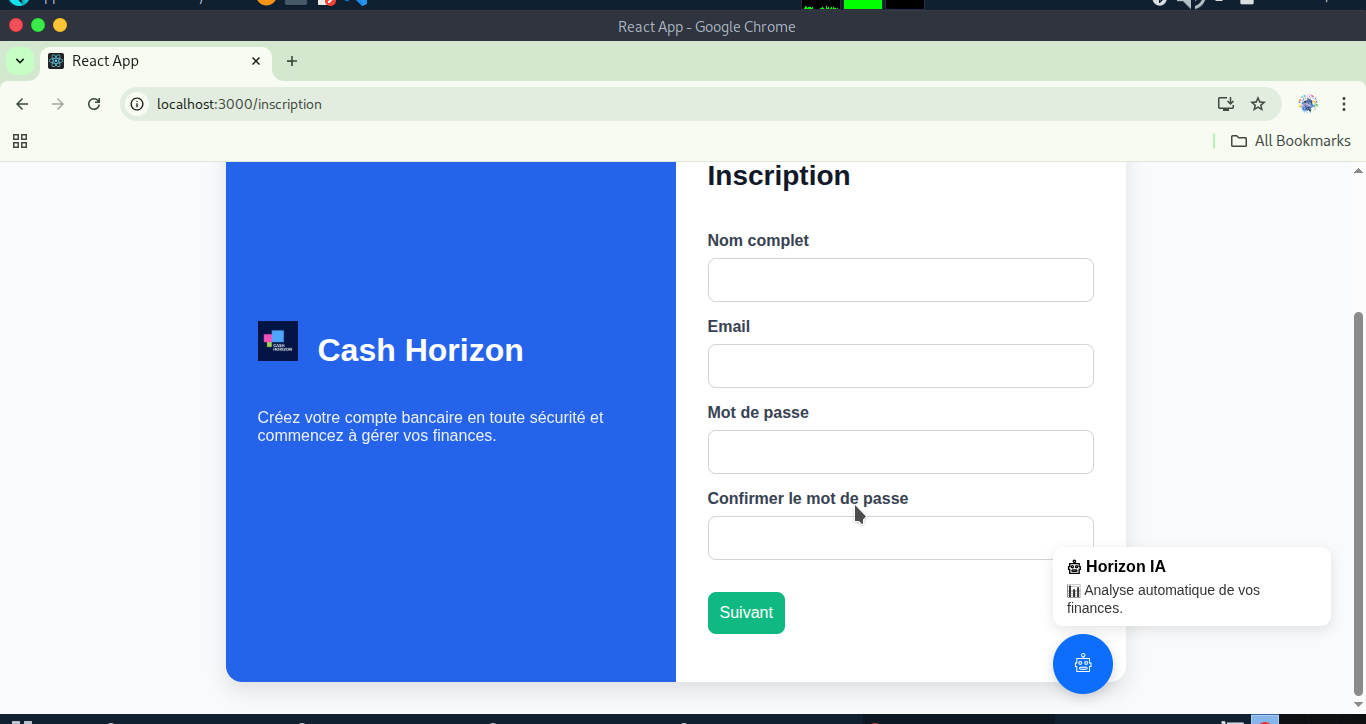 React App - Google Chrome
React App
localhost:3000/inscription
All Bookmarks
Inscription
Nom complet
Email
Mot de passe
Confirmer le mot de passe
Suivant
CASH
HORIZON
Cash Horizon
Créez votre compte bancaire en toute sécurité et
commencez à gérer vos finances.
Horizon IA
Analyse automatique de vos
finances.